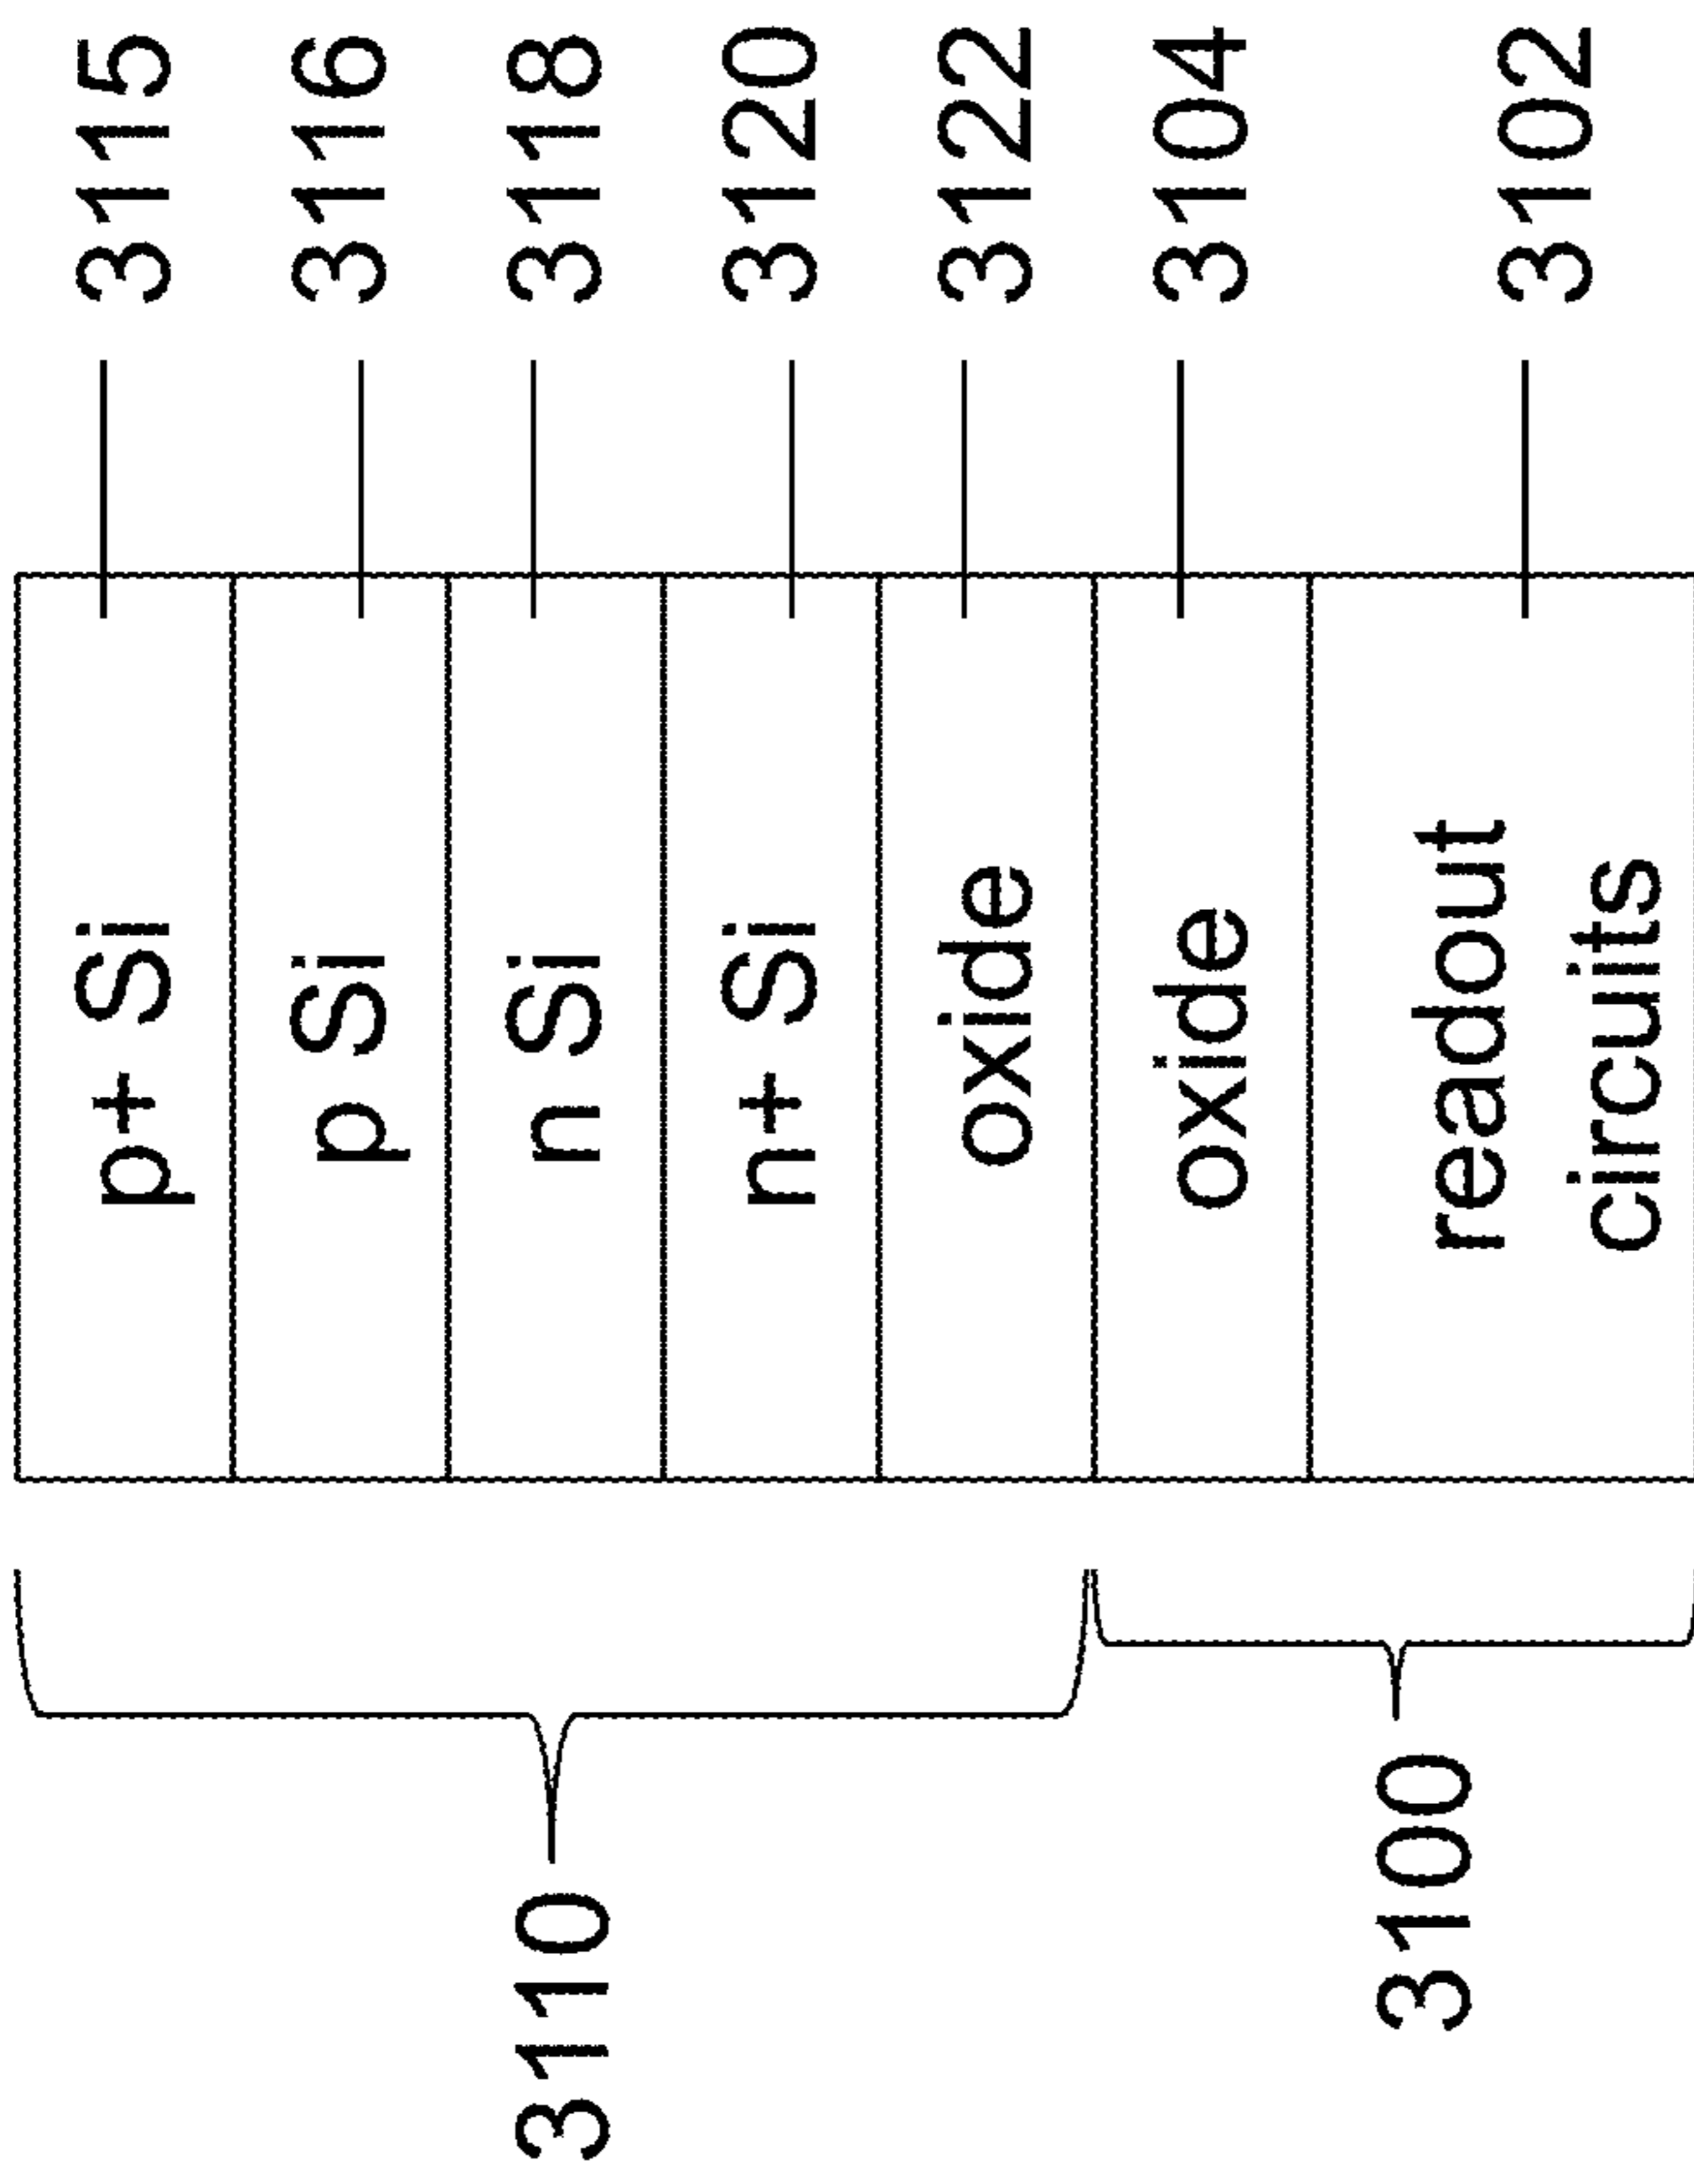 p+ Si
3115
p Si
3116
n Si
3118
3110
n+ Si
3120
oxide
3122
oxide
3104
3100
readout
circuits
3102